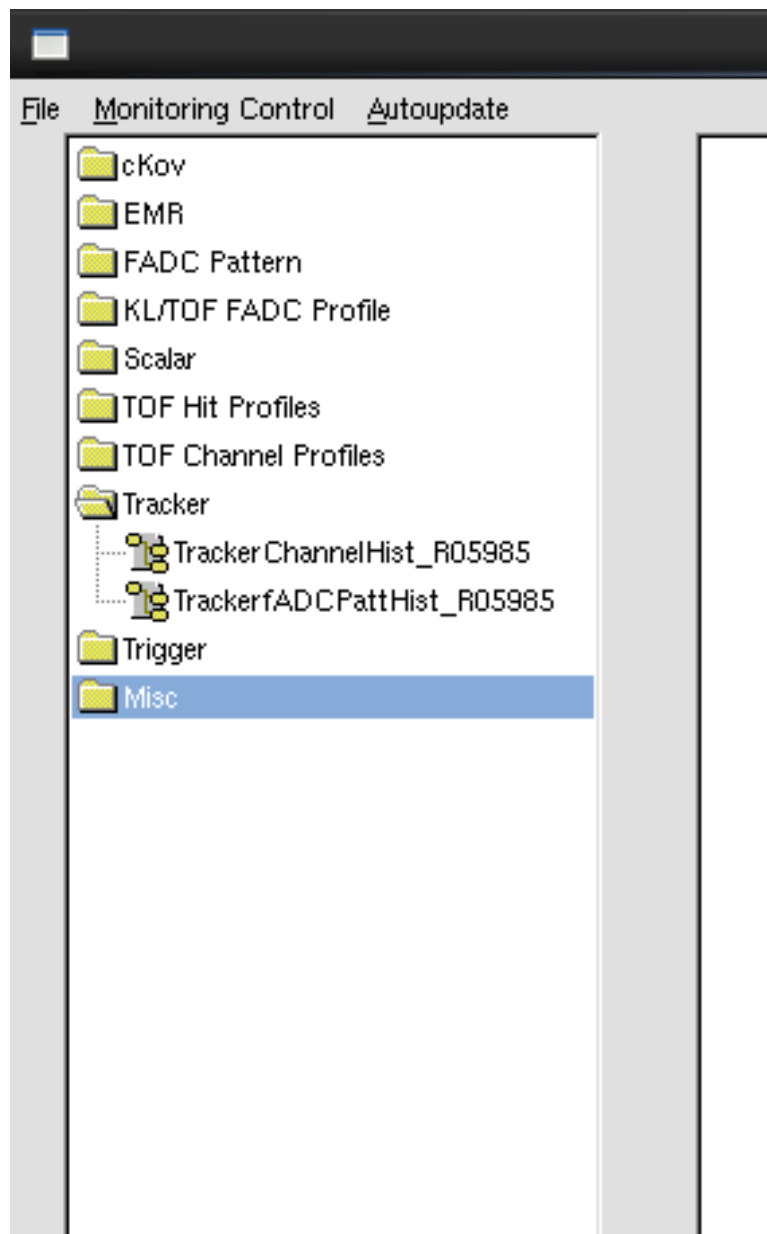 File Monitoring Control Autoupdate
cKov
EMR
FADC Pattern
KL/TOF FADC Profile
Scalar
TOF Hit Profiles
TOF Channel Profiles
Tracker
TrackerChannelHist_R05985
TrackerfADCPattHist_R05985
Trigger
Misc